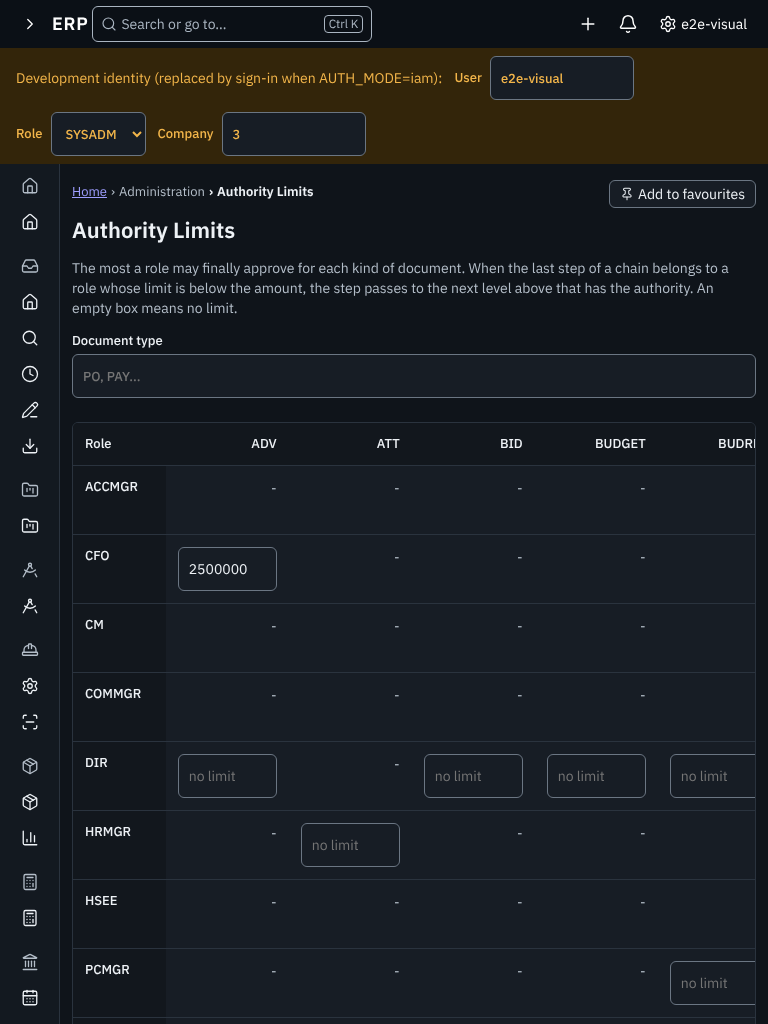 ERP Search or go to... Ctrl K e2e-visual
Development identity (replaced by sign-in when AUTH_MODE=iam): User e2e-visual
Role SYSADM Company 3
Home › Administration › Authority Limits Add to favourites
Authority Limits
The most a role may finally approve for each kind of document. When the last step of a chain belongs to a
role whose limit is below the amount, the step passes to the next level above that has the authority. An
empty box means no limit.
Document type
PO, PAY...
Role ADV ATT BID BUDGET
ACCMGR - - - -
CFO 2500000 - - -
CM - - - -
COMMGR - - - -
DIR no limit - no limit no limit no limit
HRMGR - no limit - -
HSEE - - - -
PCMGR - - - - no limit